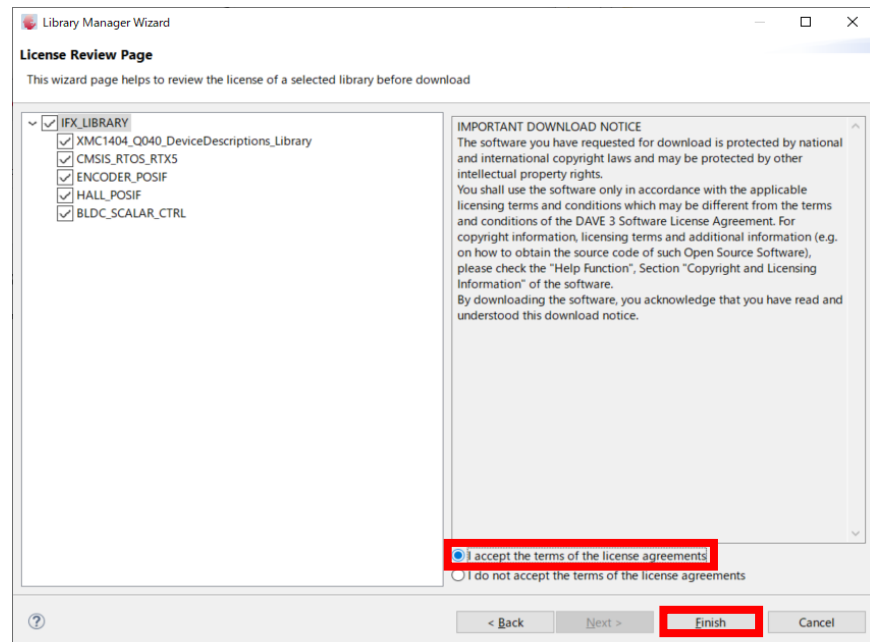 Library Manager Wizard
License Review Page
This wizard page helps to review the license of a selected library before download
IFX_LIBRARY
XMC1404_Q040_DeviceDescriptions_Library
CMSIS_RTOS_RTX5
ENCODER_POSIF
HALL_POSIF
BLDC_SCALAR_CTRL
IMPORTANT DOWNLOAD NOTICE
The software you have requested for download is protected by national
and international copyright laws and may be protected by other
intellectual property rights.
You shall use the software only in accordance with the applicable
licensing terms and conditions which may be different from the terms
and conditions of the DAVE 3 Software License Agreement. For
copyright information, licensing terms and additional information (e.g.
on how to obtain the source code of such Open Source Software),
please check the "Help Function", Section "Copyright and Licensing
Information" of the software.
By downloading the software, you acknowledge that you have read and
understood this download notice.
I accept the terms of the license agreements
I do not accept the terms of the license agreements
? < Back Next > Finish Cancel